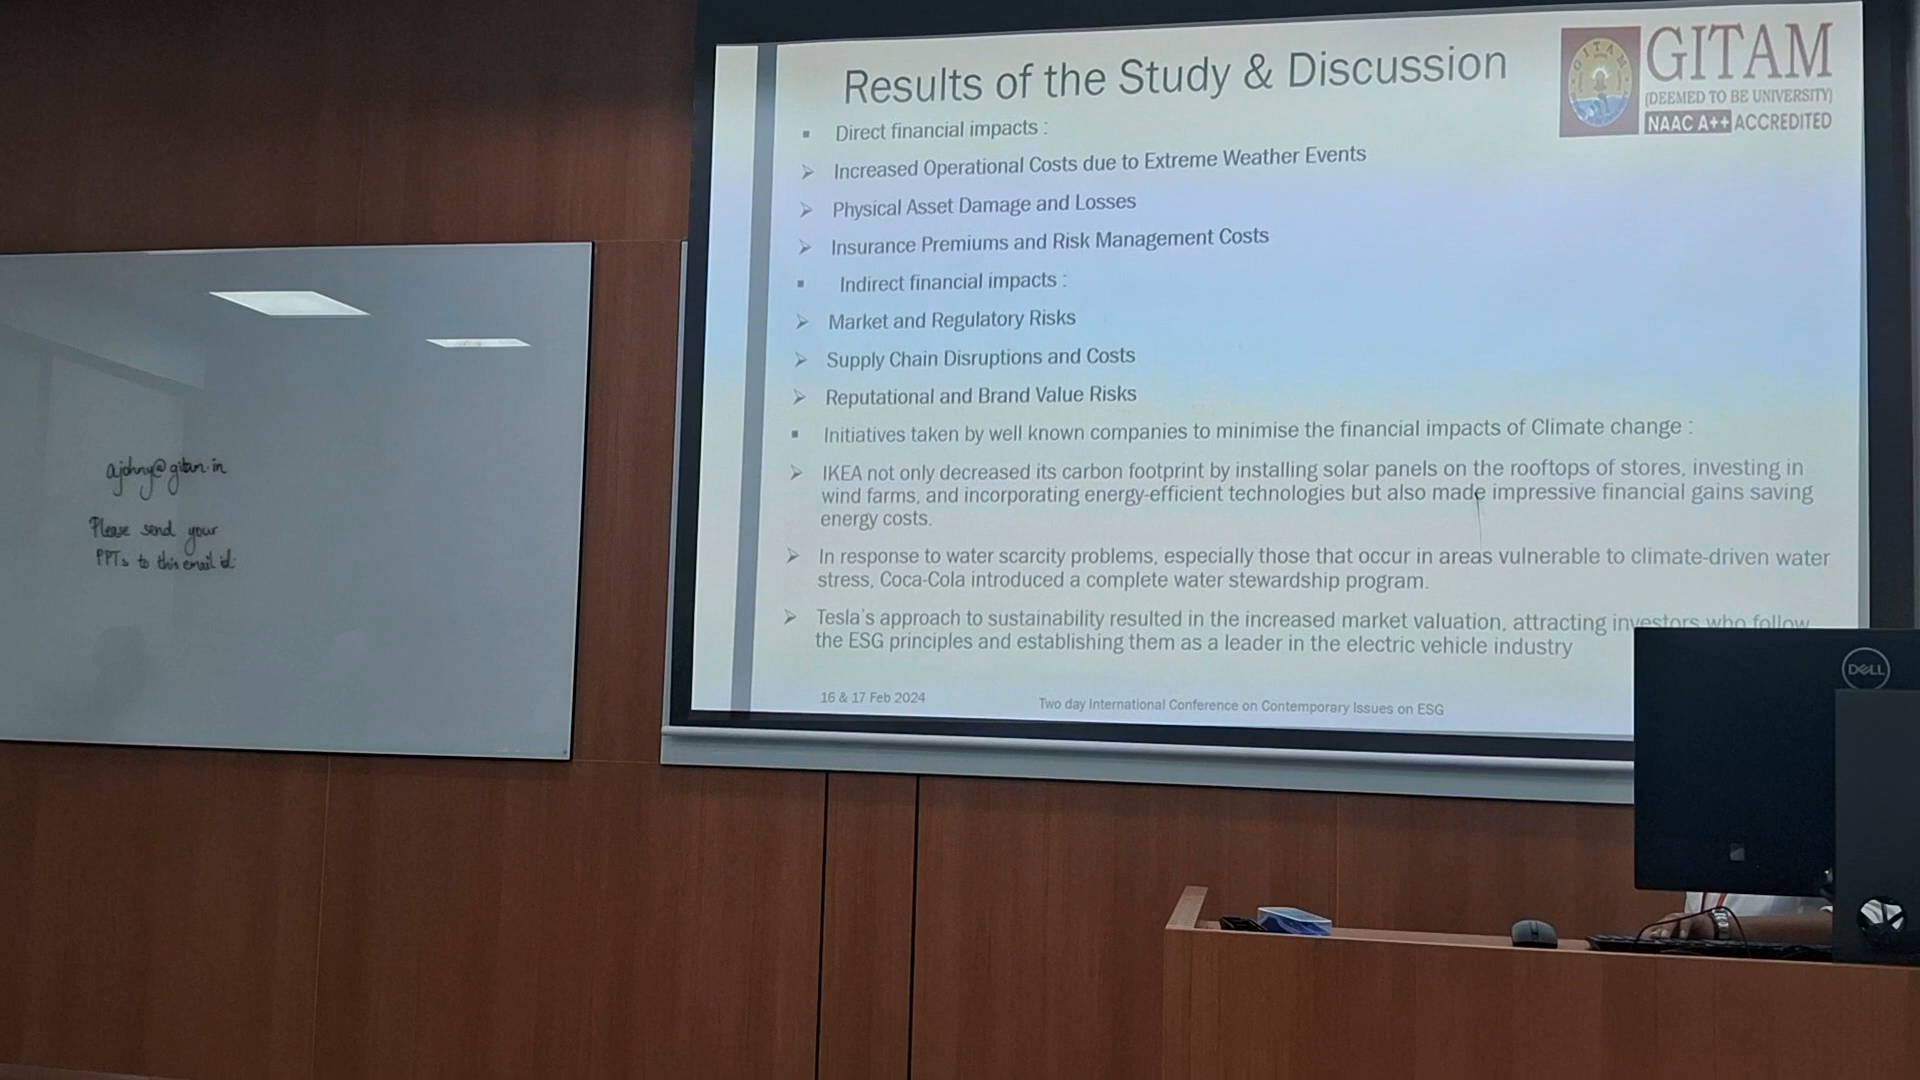 ajohny@gitam.in
Please send your
PPTs to this email id:
Results of the Study & Discussion
GITAM
(DEEMED TO BE UNIVERSITY)
NAAC A++ ACCREDITED
▪ Direct financial impacts :
➢ Increased Operational Costs due to Extreme Weather Events
➢ Physical Asset Damage and Losses
➢ Insurance Premiums and Risk Management Costs
▪ Indirect financial impacts :
➢ Market and Regulatory Risks
➢ Supply Chain Disruptions and Costs
➢ Reputational and Brand Value Risks
▪ Initiatives taken by well known companies to minimise the financial impacts of Climate change :
➢ IKEA not only decreased its carbon footprint by installing solar panels on the rooftops of stores, investing in
wind farms, and incorporating energy-efficient technologies but also made impressive financial gains saving
energy costs.
➢ In response to water scarcity problems, especially those that occur in areas vulnerable to climate-driven water
stress, Coca-Cola introduced a complete water stewardship program.
➢ Tesla's approach to sustainability resulted in the increased market valuation, attracting investors who follow
the ESG principles and establishing them as a leader in the electric vehicle industry
16 & 17 Feb 2024
Two day International Conference on Contemporary Issues on ESG
DELL